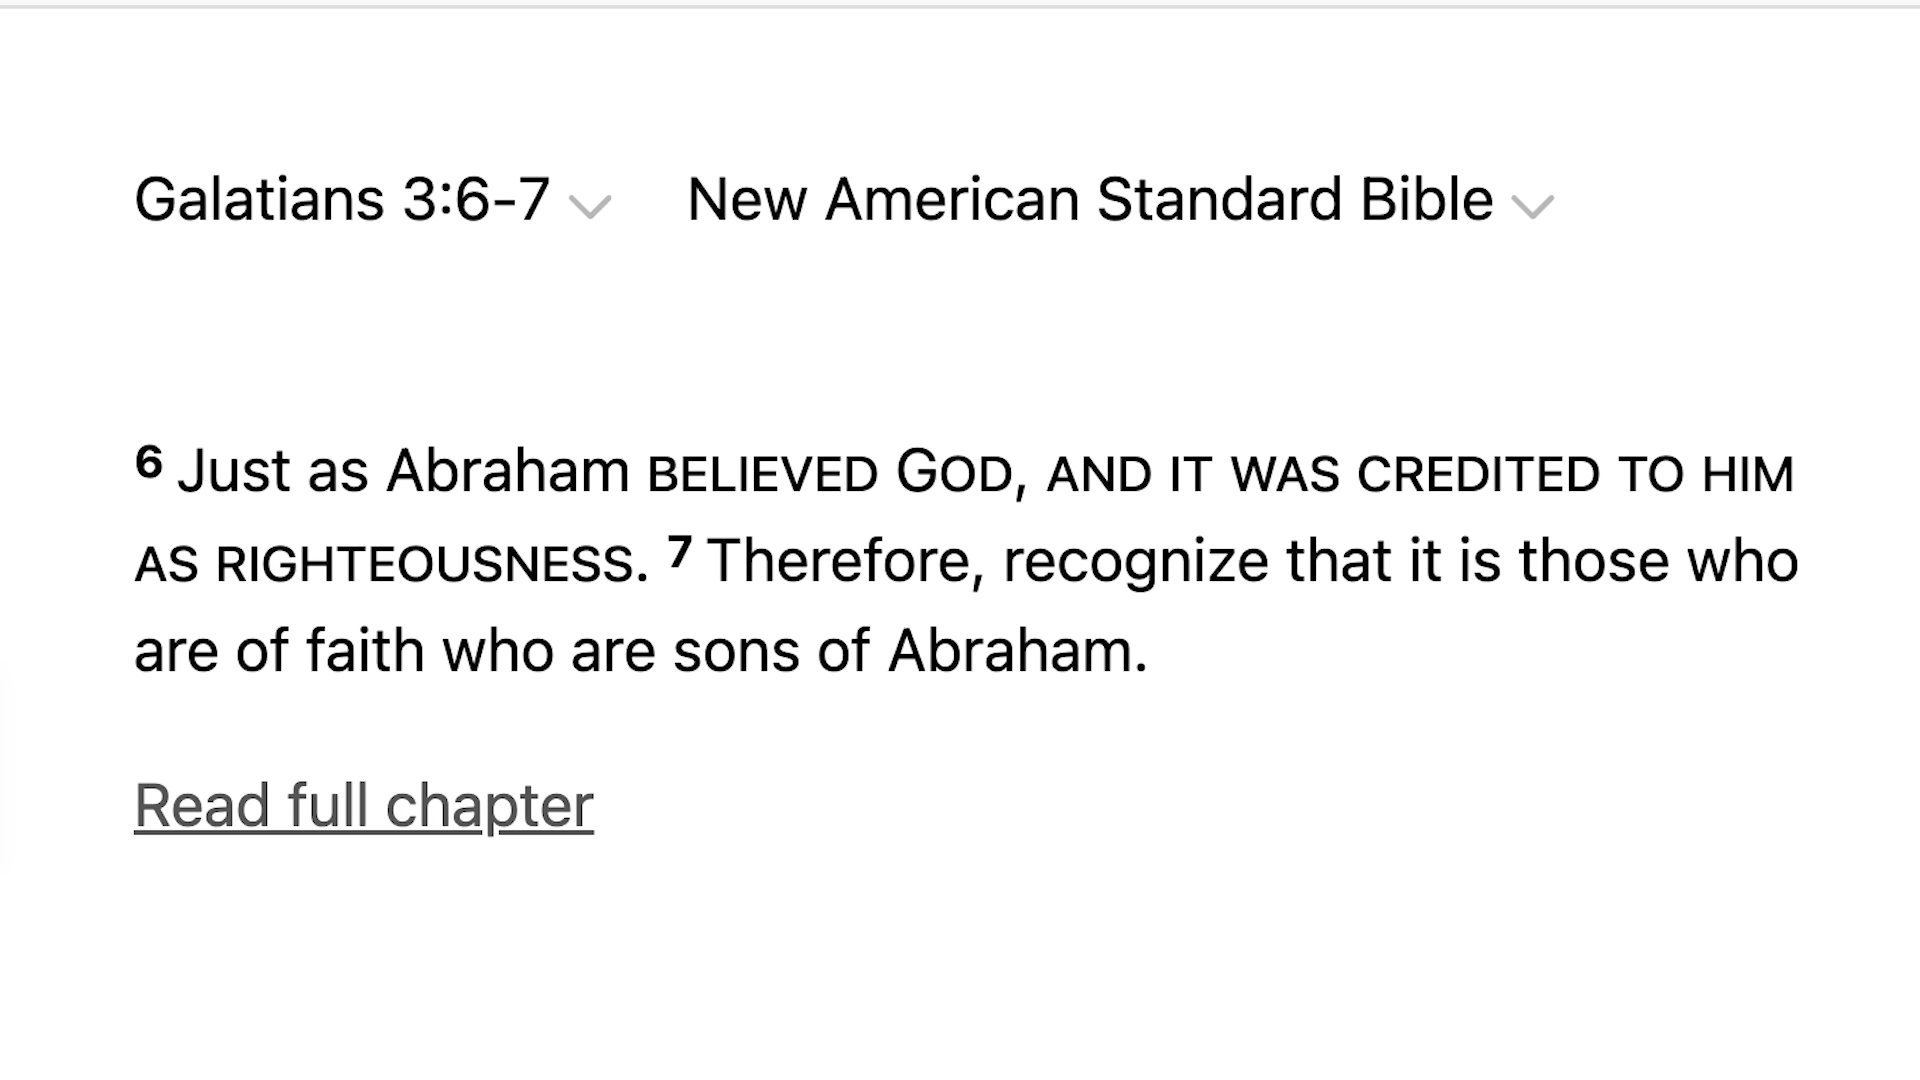 Galatians 3:6-7 New American Standard Bible
6 Just as Abraham BELIEVED GOD, AND IT WAS CREDITED TO HIM
AS RIGHTEOUSNESS. 7 Therefore, recognize that it is those who
are of faith who are sons of Abraham.
Read full chapter